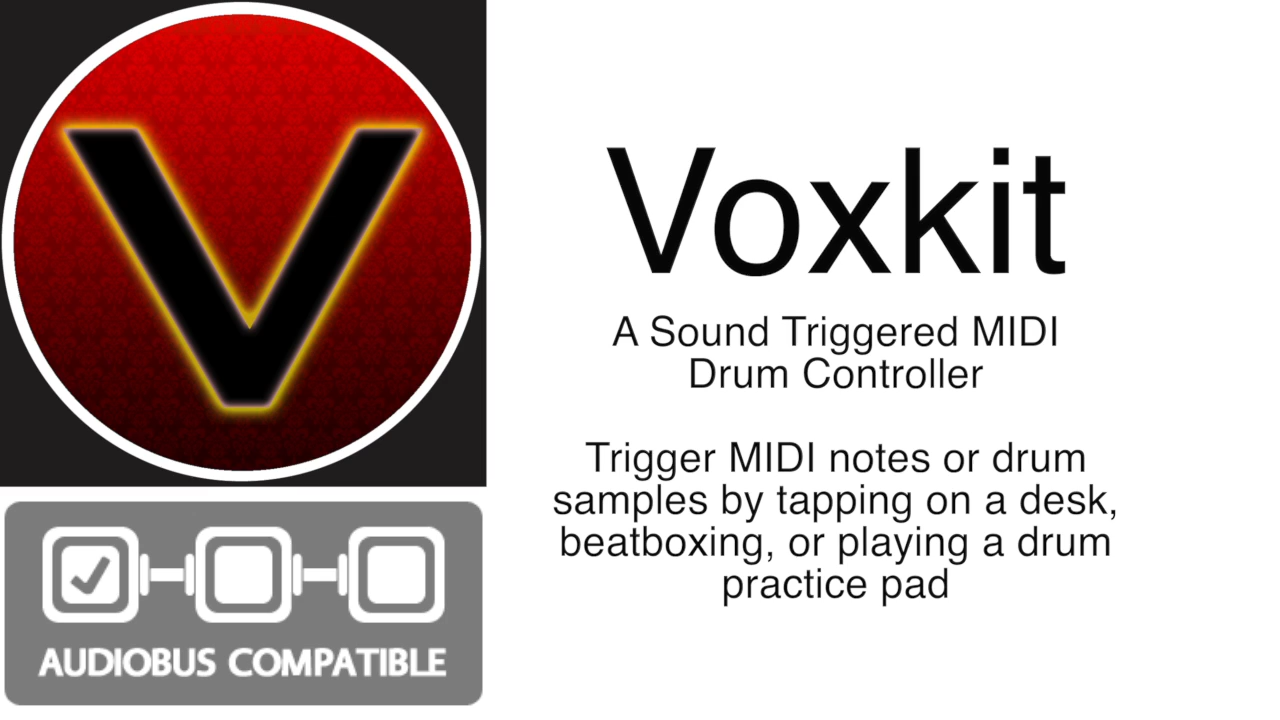 V
Voxkit
A Sound Triggered MIDI
Drum Controller
Trigger MIDI notes or drum
samples by tapping on a desk,
beatboxing, or playing a drum
practice pad
AUDIOBUS COMPATIBLE